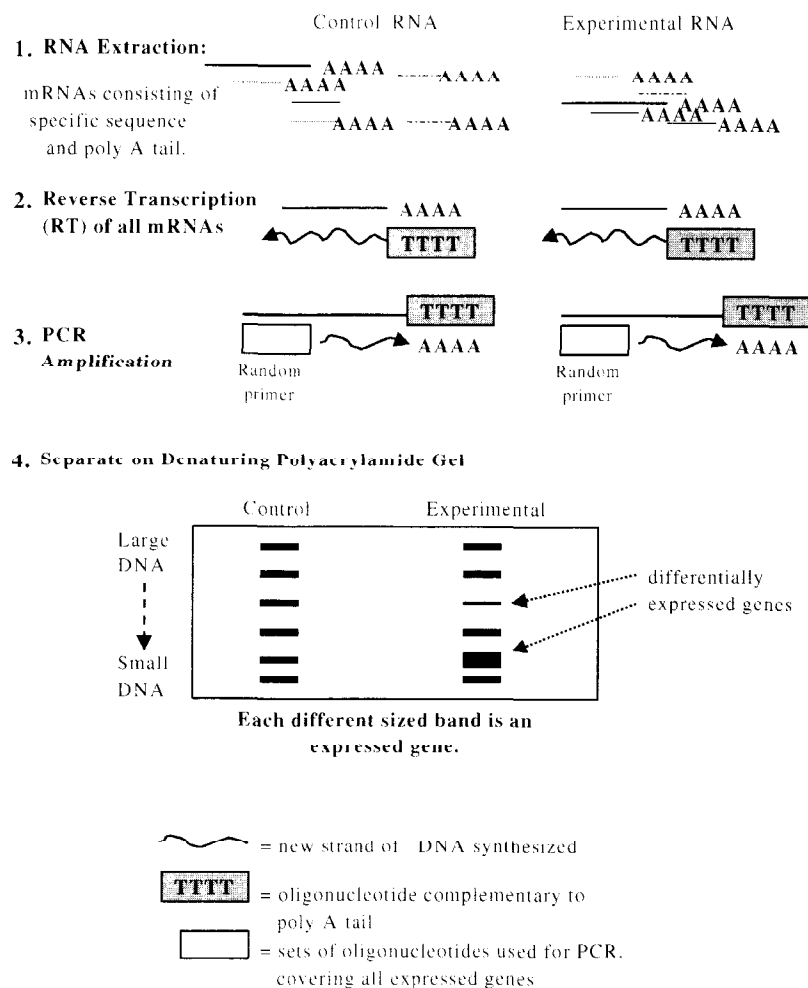 Control RNA
Experimental RNA
1. RNA Extraction:
AAAA
AAAA
AAAA
AAAA
AAAA
mRNAs consisting of
specific sequence
and poly A tail.
AAAA
AAAA
AAAA
AAAA
2. Reverse Transcription
(RT) of all mRNAs
AAAA
TTTT
AAAA
TTTT
3. PCR
Amplification
TTTT
AAAA
Random
primer
TTTT
AAAA
Random
primer
4. Separate on Denaturing Polyacrylamide Gel
Control
Experimental
Large
DNA
Small
DNA
differentially
expressed genes
Each different sized band is an
expressed gene.
= new strand of DNA synthesized
TTTT
= oligonucleotide complementary to
poly A tail
= sets of oligonucleotides used for PCR.
covering all expressed genes